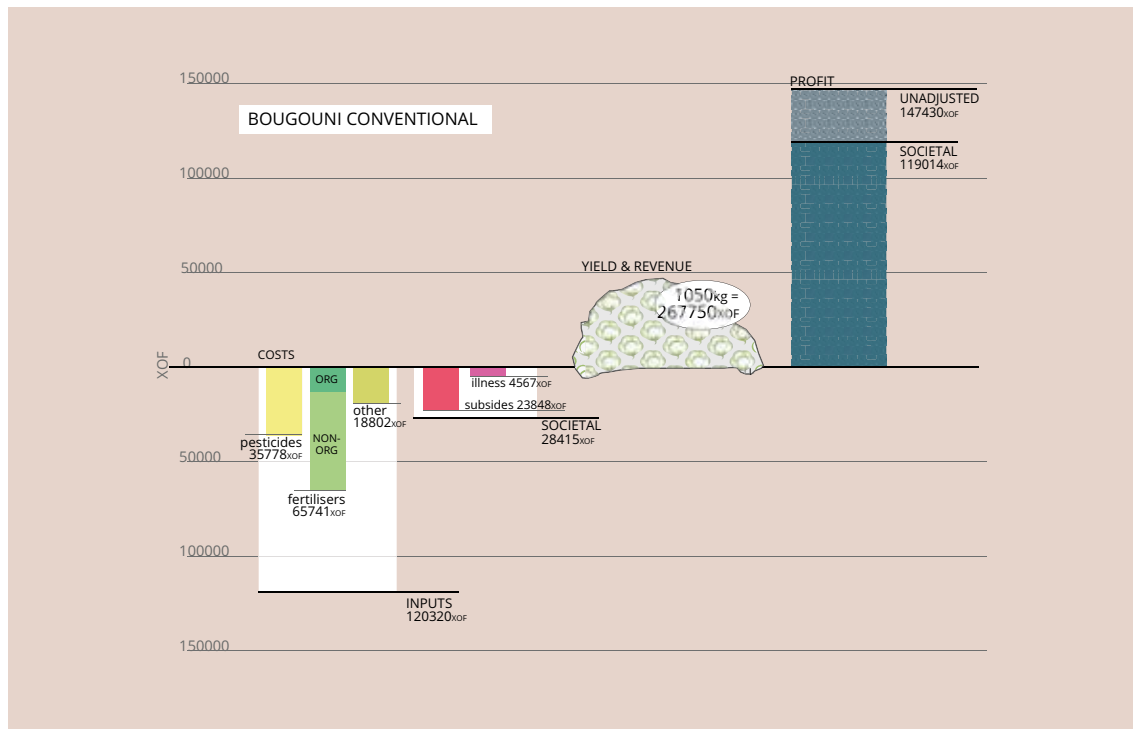 150000
PROFIT
UNADJUSTED
147430XOF
BOUGOUNI CONVENTIONAL
SOCIETAL
119014XOF
100000
50000
YIELD & REVENUE
1050kg =
267750XOF
COSTS
XOF
0
ORG
NON-
ORG
pesticides
35778XOF
fertilisers
65741XOF
other
18802XOF
illness 4567XOF
subsides 23848XOF
SOCIETAL
28415XOF
50000
100000
INPUTS
120320XOF
150000